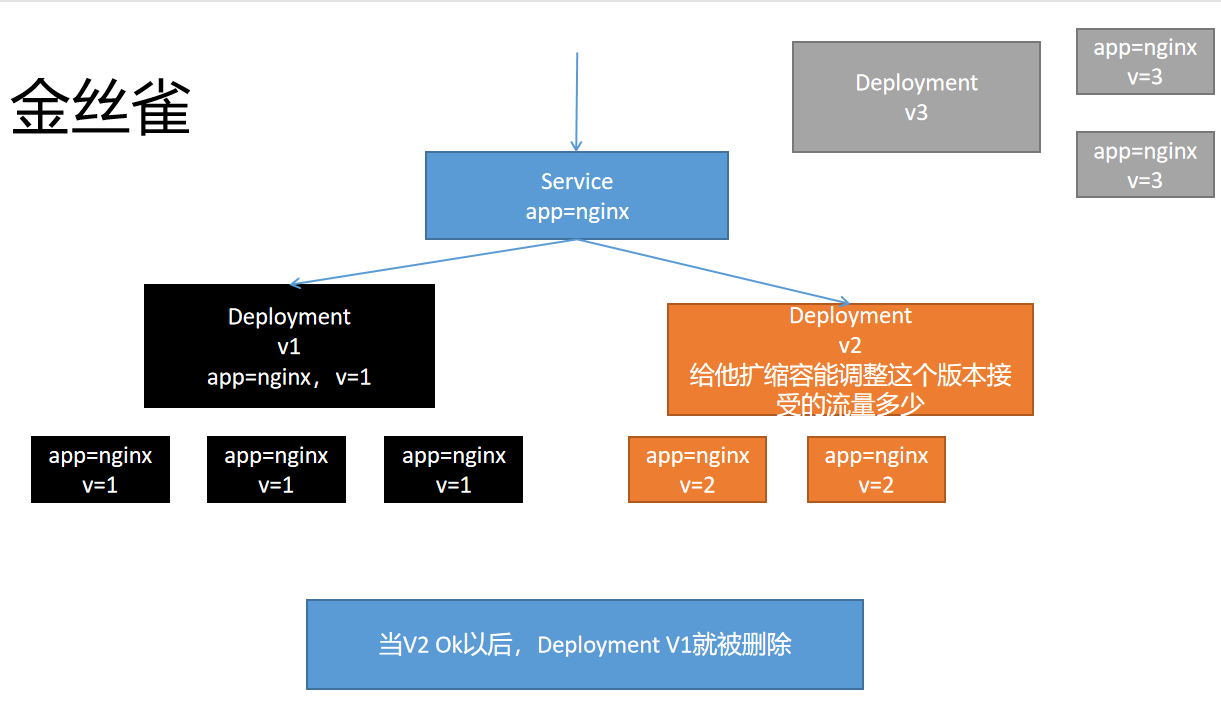 金丝雀
Deployment
v3
app=nginx
v=3
app=nginx
v=3
Service
app=nginx
Deployment
v1
app=nginx，v=1
Deployment
v2
给他扩缩容能调整这个版本接
受的流量多少
app=nginx
v=1
app=nginx
v=1
app=nginx
v=1
app=nginx
v=2
app=nginx
v=2
当V2 Ok以后，Deployment V1就被删除